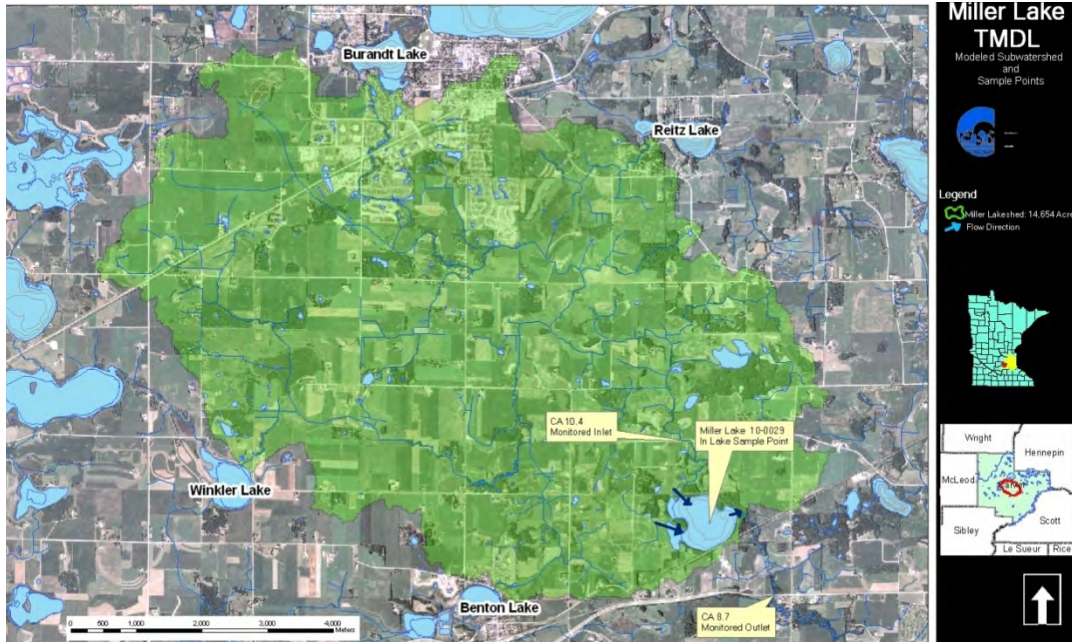 Miller Lake
TMDL
Modeled Subwatershed
and
Sample Points
Legend
Miller Lakeshed: 14,654 Acre
Flow Direction
Burandt Lake
Reitz Lake
CA 10.4
Monitored Inlet
Miller Lake 10-0029
In Lake Sample Point
Winkler Lake
Benton Lake
CA 8.7
Monitored Outlet
0 500 1,000 2,000 3,000 4,000
Meters
Wright
Hennepin
McLeod
Scott
Sibley
Le Sueur
Rice